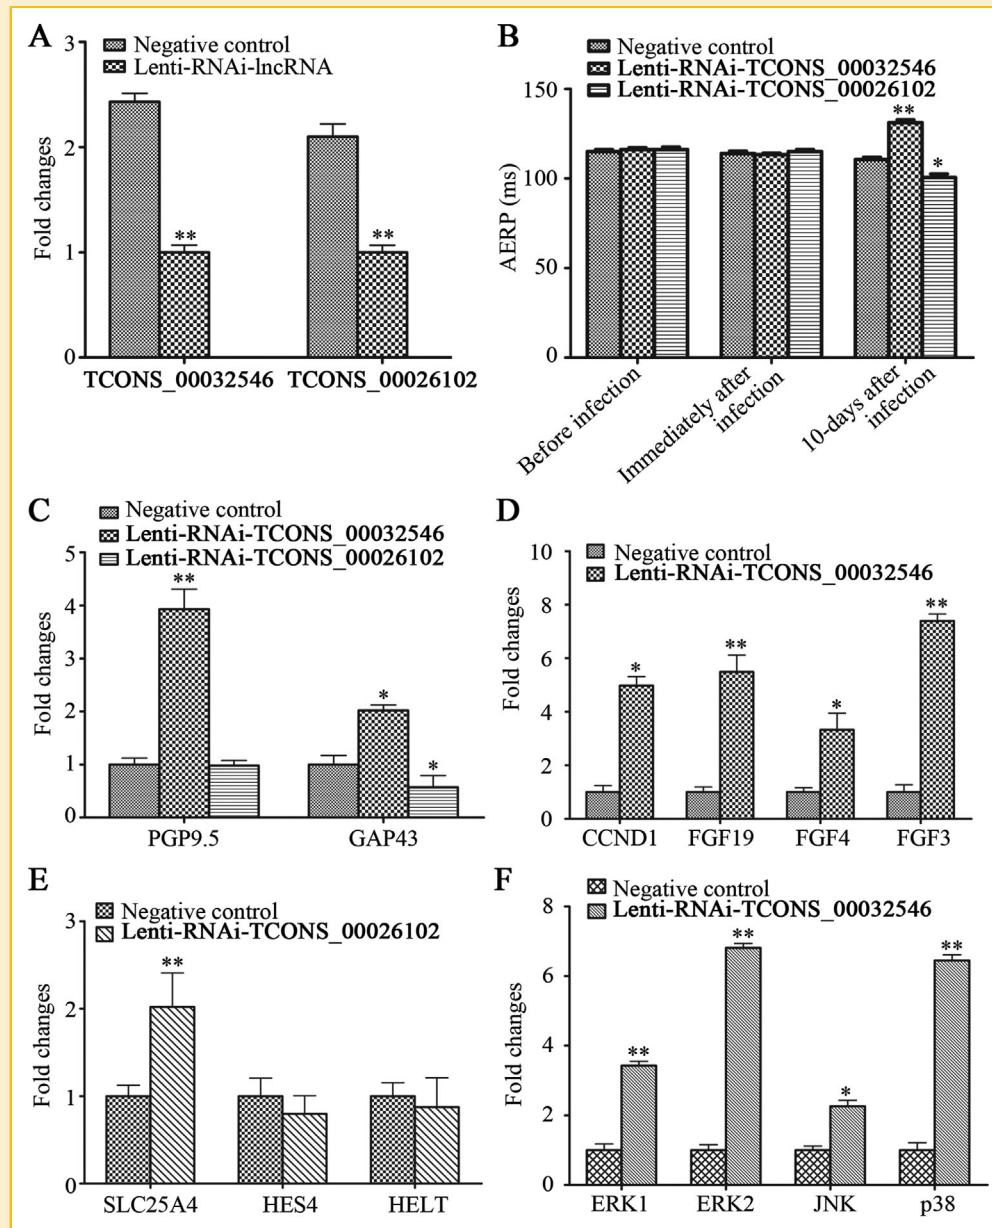 A
Negative control
Lenti-RNAi-lncRNA
Fold changes
3
2
1
0
**
**
TCONS_00032546
TCONS_00026102
B
Negative control
Lenti-RNAi-TCONS_00032546
Lenti-RNAi-TCONS_00026102
AERP (ms)
150
100
50
0
**
*
Before infection
Immediately after
infection
10-days after
infection
C
Negative control
Lenti-RNAi-TCONS_00032546
Lenti-RNAi-TCONS_00026102
Fold changes
5
4
3
2
1
0
**
*
*
PGP9.5
GAP43
D
Negative control
Lenti-RNAi-TCONS_00032546
Fold changes
10
8
6
4
2
0
*
**
*
**
CCND1
FGF19
FGF4
FGF3
E
Negative control
Lenti-RNAi-TCONS_00026102
Fold changes
3
2
1
0
**
SLC25A4
HES4
HELT
F
Negative control
Lenti-RNAi-TCONS_00032546
Fold changes
8
6
4
2
0
**
**
*
**
ERK1
ERK2
JNK
p38